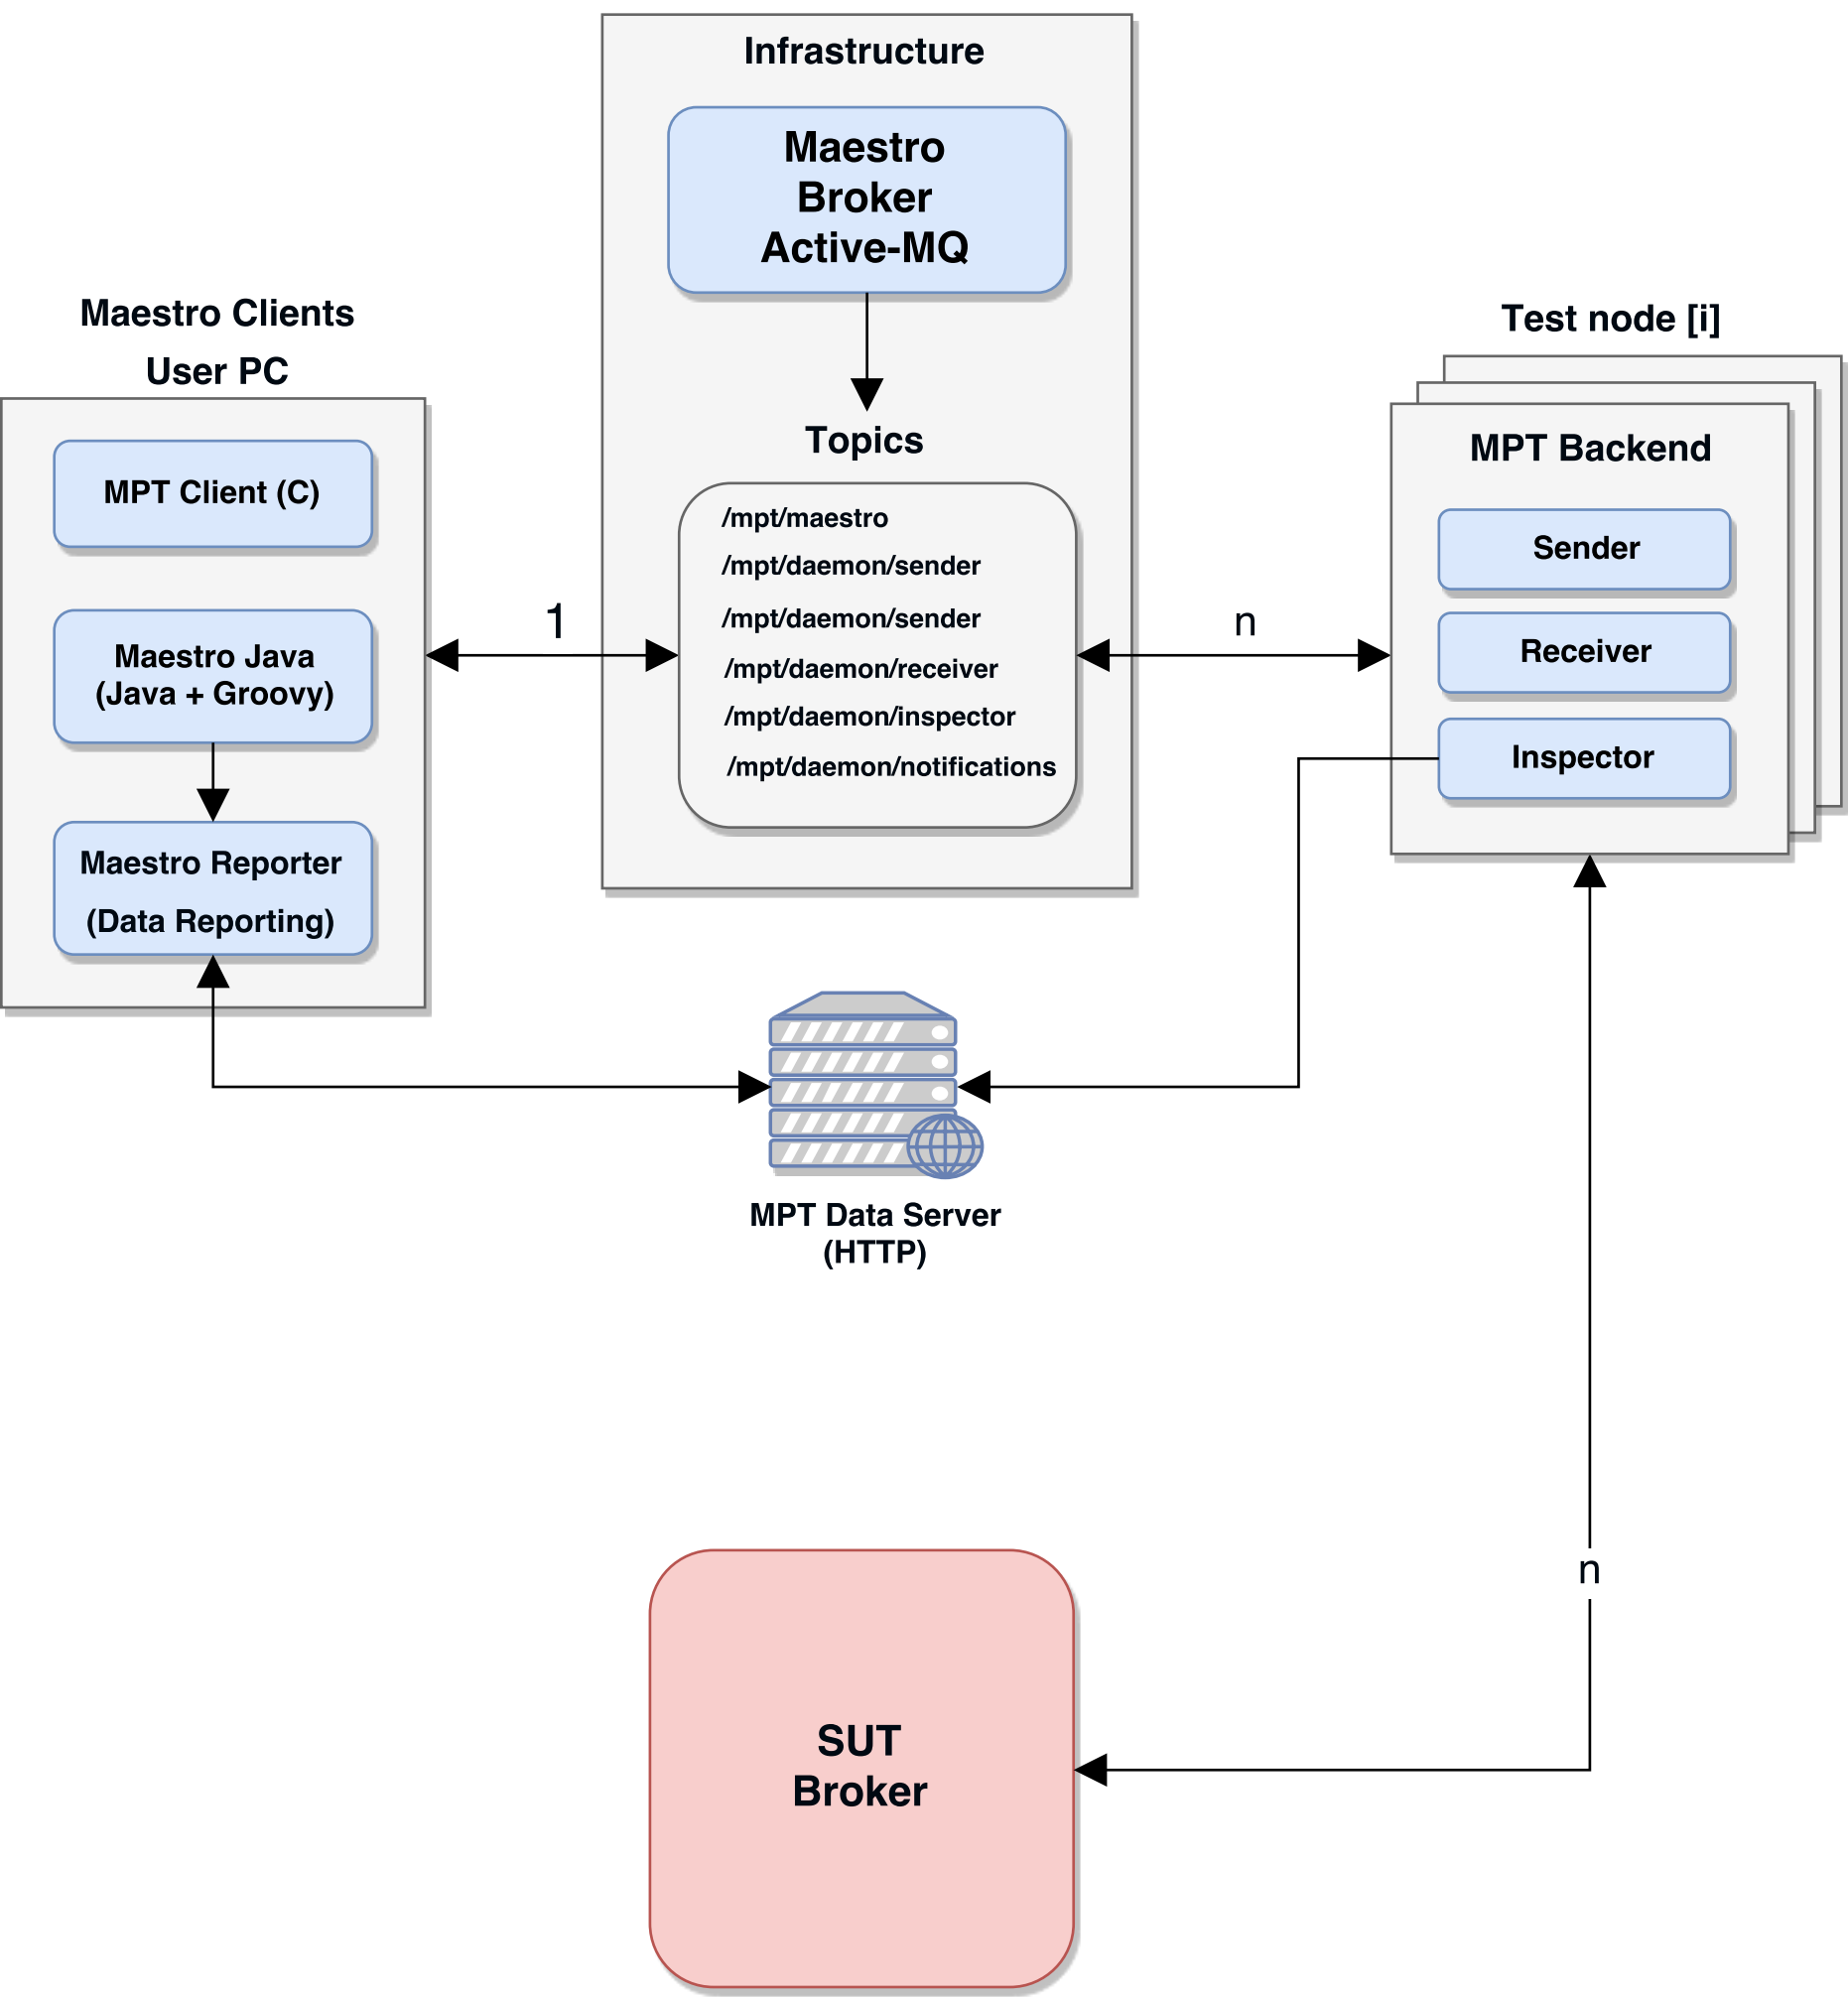 Infrastructure
Maestro
Broker
Active-MQ
Topics
/mpt/maestro
/mpt/daemon/sender
/mpt/daemon/sender
/mpt/daemon/receiver
/mpt/daemon/inspector
/mpt/daemon/notifications
Maestro Clients
User PC
MPT Client (C)
Maestro Java
(Java + Groovy)
Maestro Reporter
(Data Reporting)
1
n
Test node [i]
MPT Backend
Sender
Receiver
Inspector
MPT Data Server
(HTTP)
n
SUT
Broker